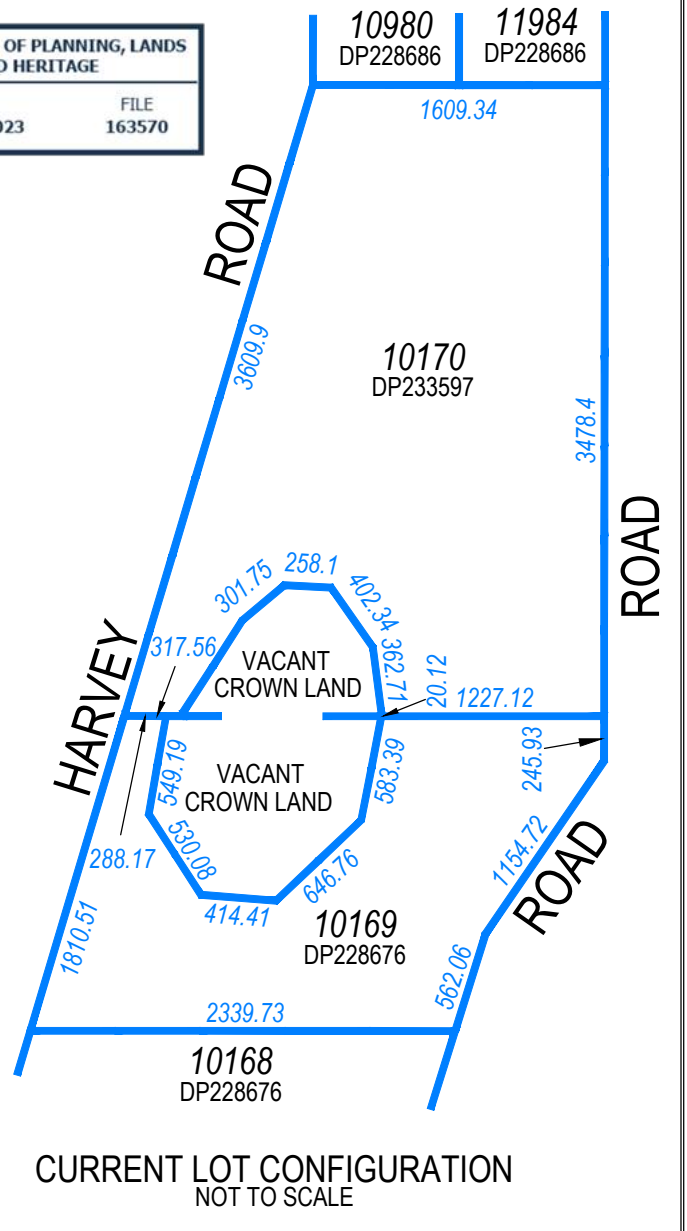 10980
DP228686
11984
DP228686
OF PLANNING, LANDS
HERITAGE
FILE
163570
1609.34
ROAD
3609.9
10170
DP233597
3478.4
ROAD
258.1
301.75
402.34
362.71
317.56
VACANT
CROWN LAND
20.12
1227.12
HARVEY
549.19
VACANT
CROWN LAND
583.39
245.93
288.17
530.08
646.76
1154.72
ROAD
414.41
10169
DP228676
1810.51
562.06
2339.73
10168
DP228676
CURRENT LOT CONFIGURATION
NOT TO SCALE